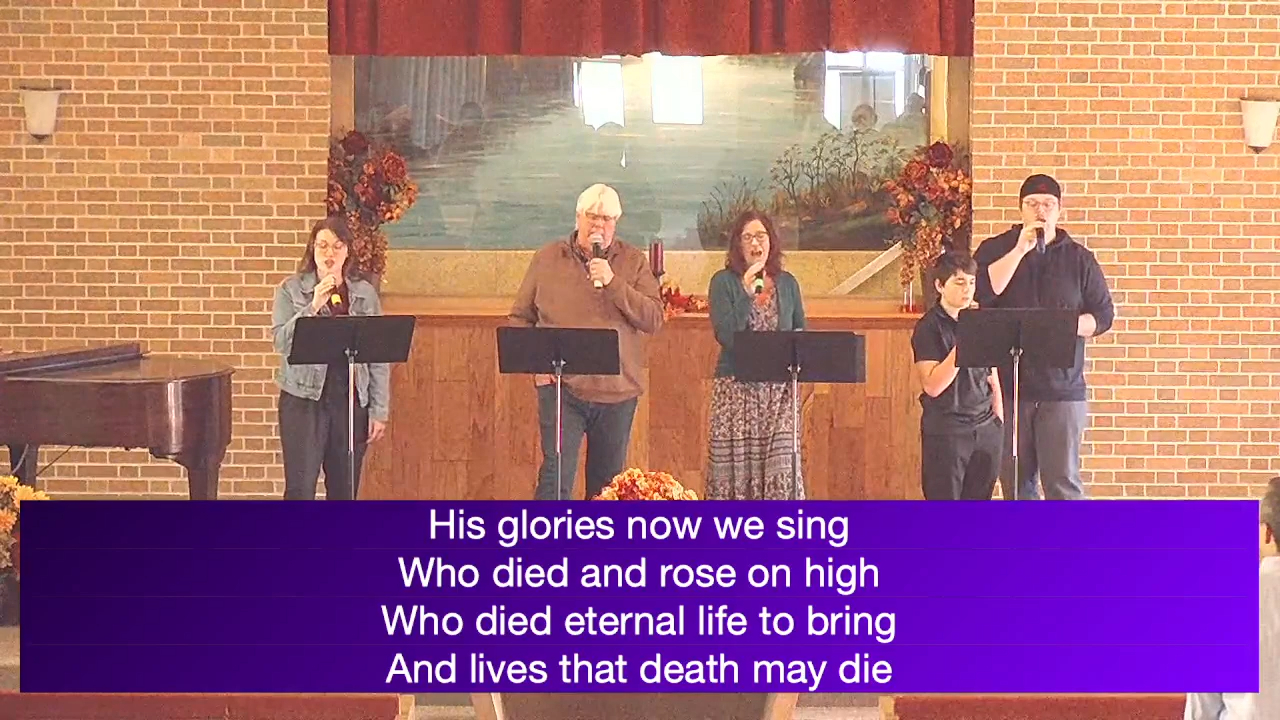 His glories now we sing
Who died and rose on high
Who died eternal life to bring
And lives that death may die